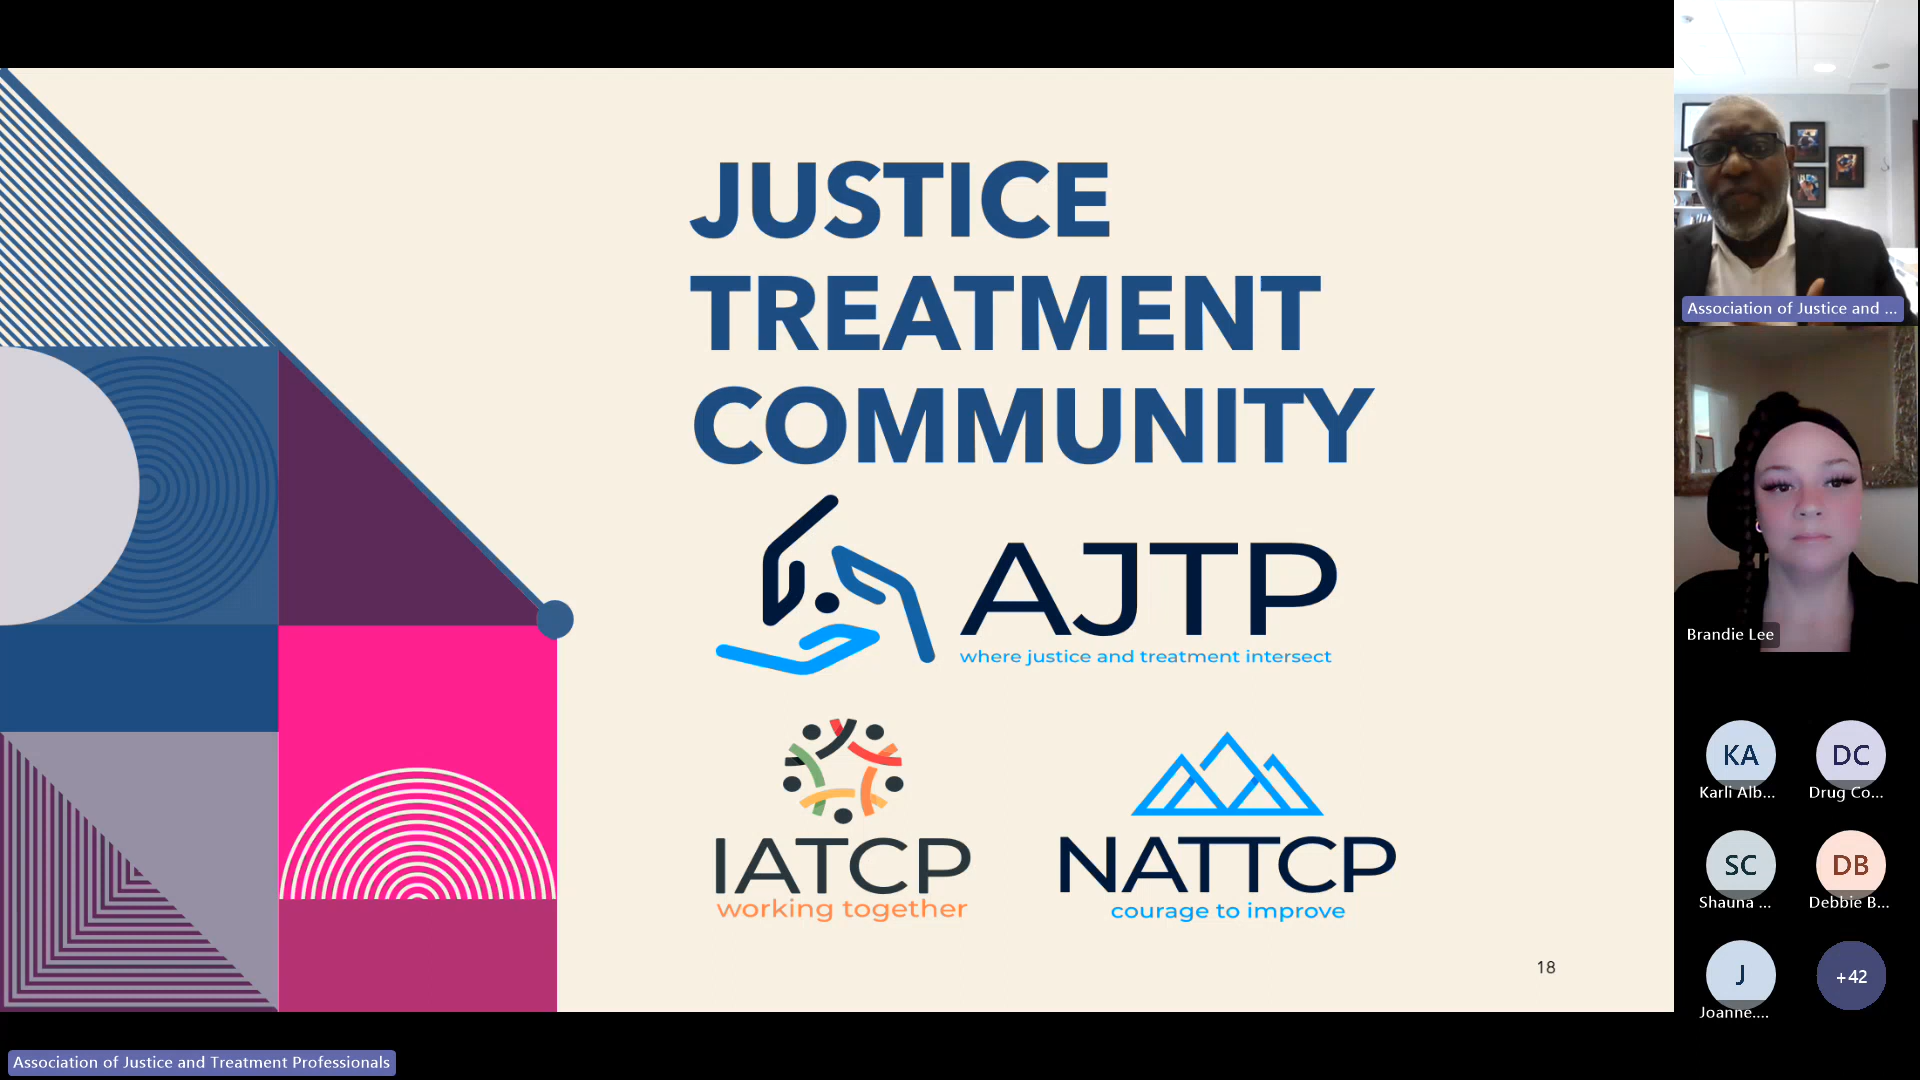 JUSTICE
TREATMENT
COMMUNITY
AJTP
where justice and treatment intersect
IATCP
working together
NATTCP
courage to improve
18
Association of Justice and Treatment Professionals
Association of Justice and ...
Brandie Lee
KA
Karli Alb...
DC
Drug Co...
SC
Shauna ...
DB
Debbie B...
J
Joanne....
+42